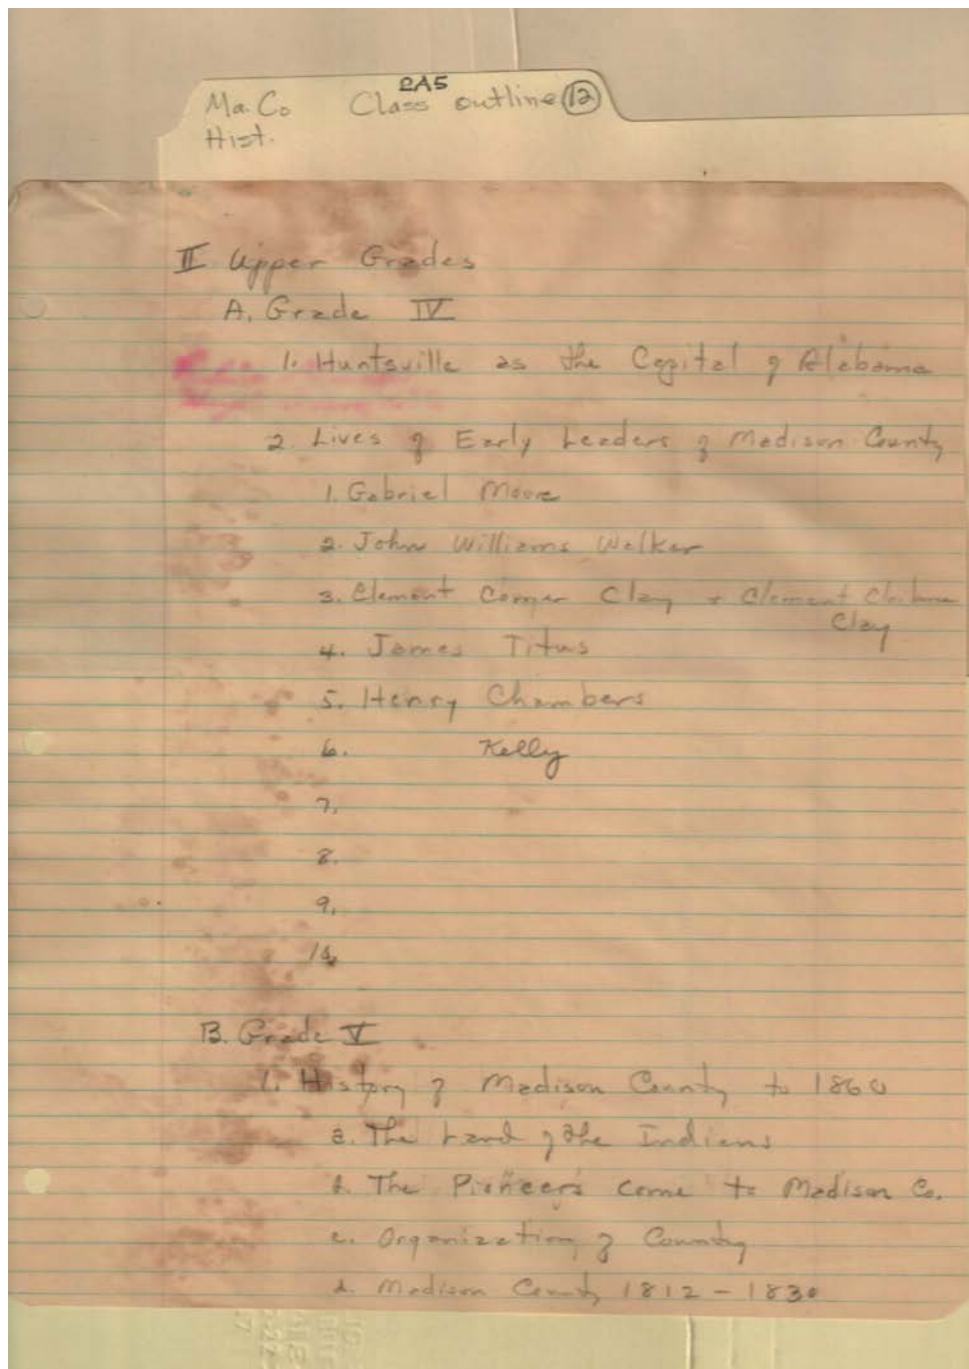 2A5
Ma. Co Class outline 12
Hist.
II Upper Grades
A. Grade IV
1. Huntsville as the Capital of Alabama
2. Lives of Early Leaders of Madison County
1. Gabriel Moore
2. John Williams Walker
3. Clement Comer Clay + Clement Claiborne
Clay
4. James Titus
5. Henry Chambers
6. Kelly
7.
8.
9.
10.
B. Grade V
1. History of Madison County to 1860
a. The Land of the Indians
b. The Pioneers come to Madison Co.
c. Organization of County
d. Madison County 1812 - 1830